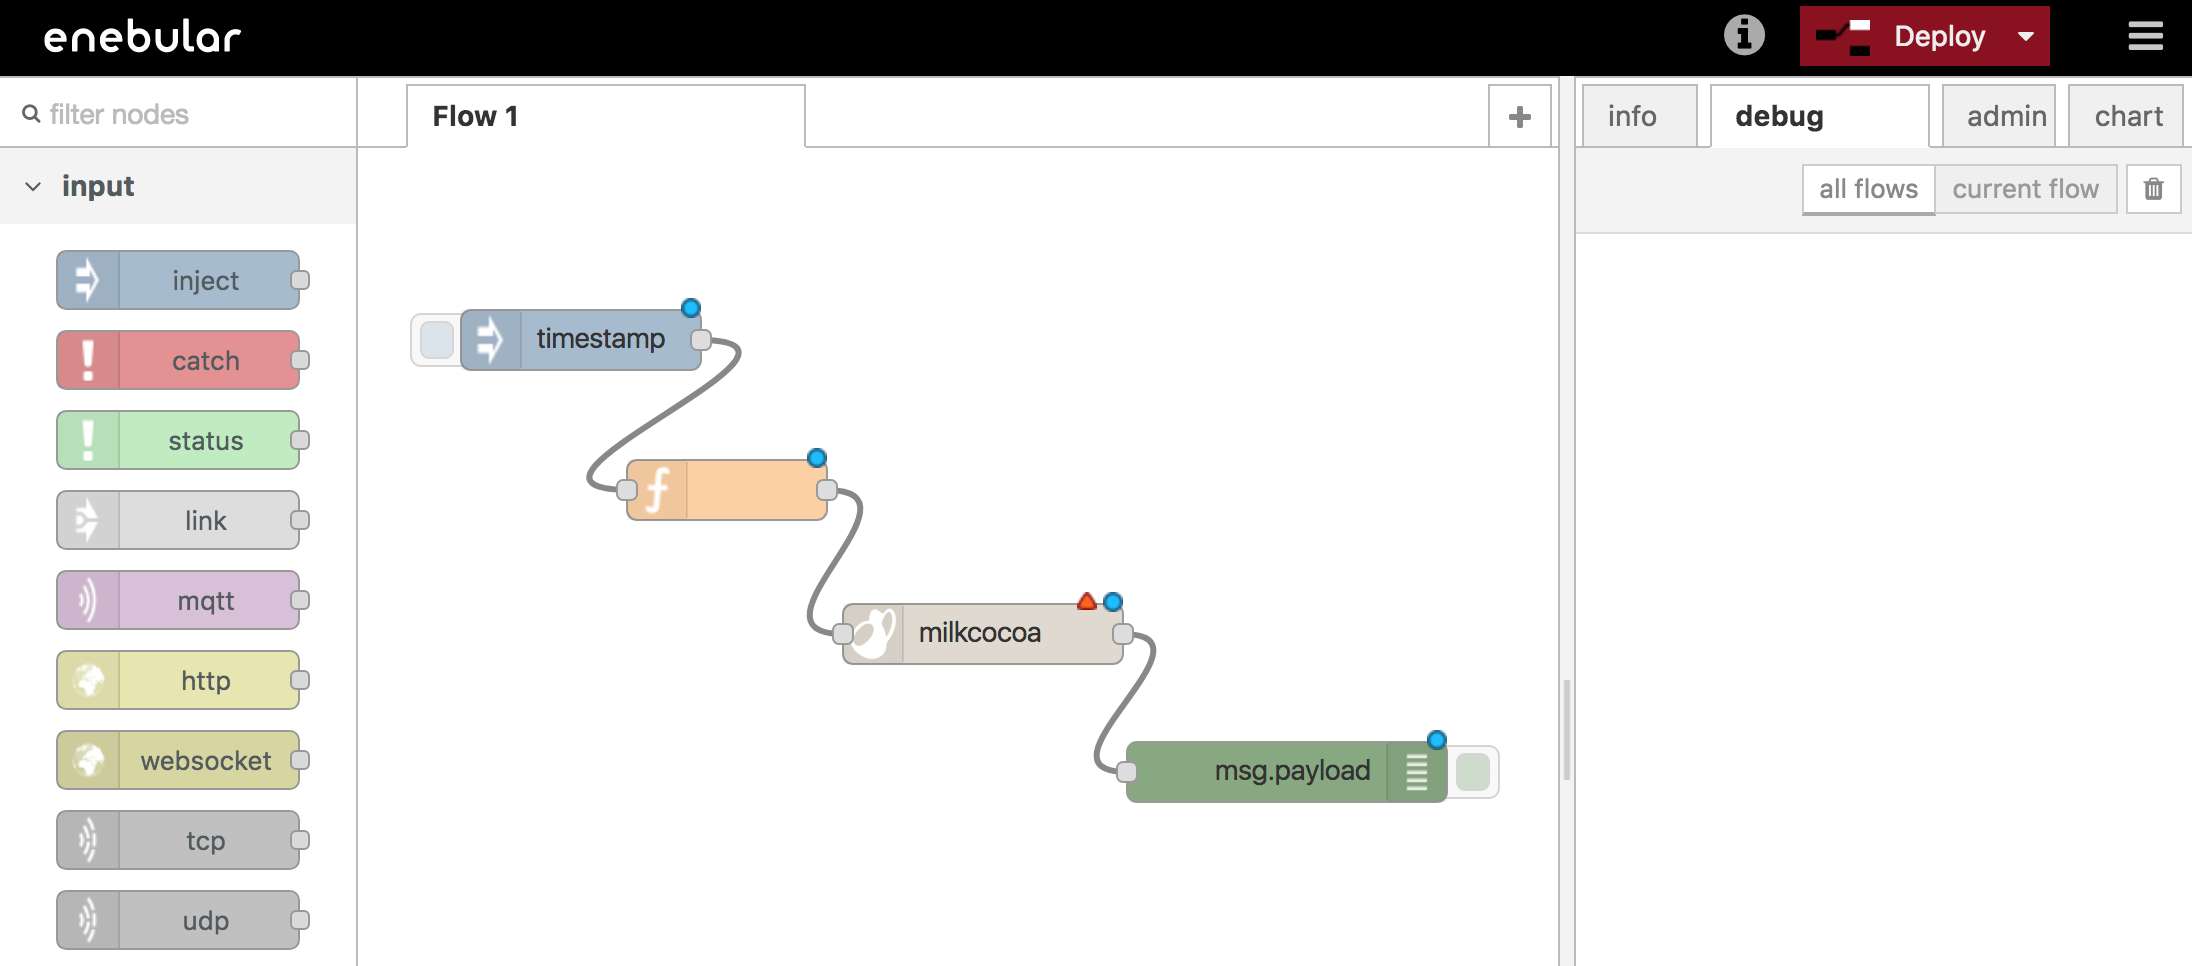 enebular
Deploy
filter nodes
Flow 1
info
debug
admin
chart
input
all flows
current flow
inject
catch
status
link
mqtt
http
websocket
tcp
udp
timestamp
milkcocoa
msg.payload